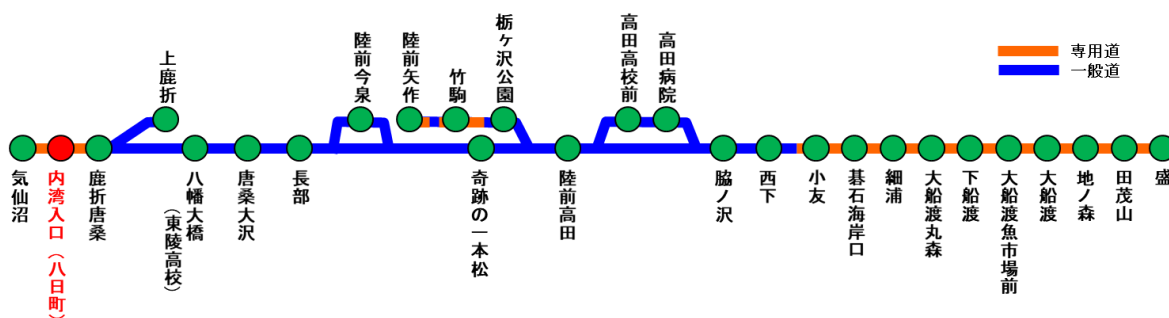 上鹿折
陸前今泉
陸前矢作
竹駒
栃ヶ沢公園
高田高校前
高田病院
専用道
一般道
気仙沼
内湾入口（八日町）
鹿折唐桑
八幡大橋
（東陵高校）
唐桑大沢
長部
奇跡の一本松
陸前高田
脇ノ沢
西下
小友
碁石海岸口
細浦
大船渡丸森
下船渡
大船渡魚市場前
大船渡
地ノ森
田茂山
盛